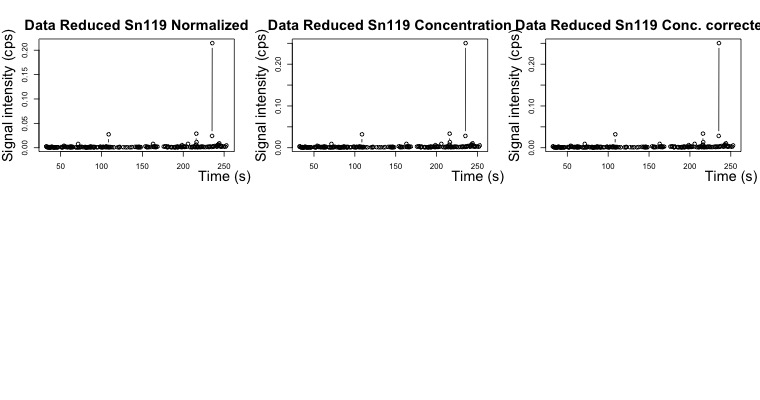 Data Reduced Sn119 Normalized
Signal intensity (cps)
0.00 0.05 0.10 0.15 0.20
50 100 150 200 250
Time (s)
Data Reduced Sn119 Concentration
Signal intensity (cps)
0.00 0.10 0.20
50 100 150 200 250
Time (s)
Data Reduced Sn119 Conc. correcte
Signal intensity (cps)
0.00 0.10 0.20
50 100 150 200 250
Time (s)